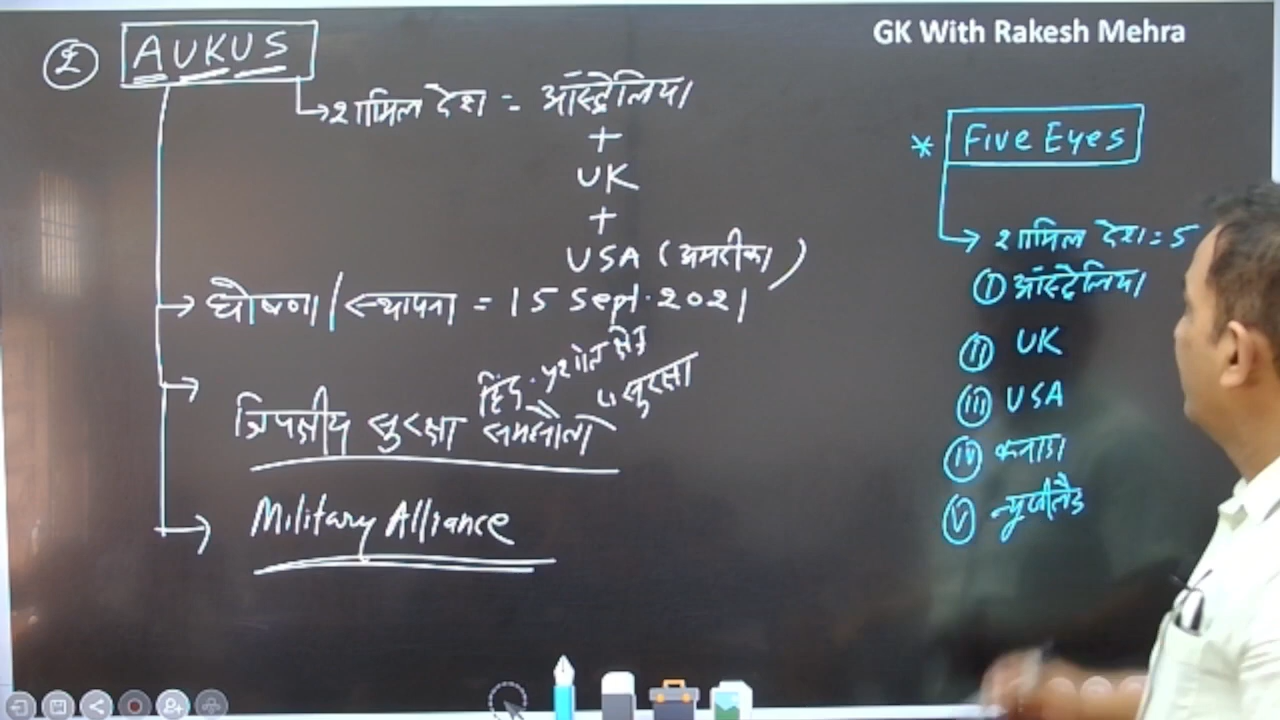 GK With Rakesh Mehra
② AUKUS
शामिल देश = ऑस्ट्रेलिया
+
UK
+
USA (अमरीका)
घोषणा/स्थापना = 15 Sept. 2021
हिंद-प्रशांत क्षेत्र
सुरक्षा
त्रिपक्षीय सुरक्षा समझौता
Military Alliance
* Five Eyes
शामिल देश = 5
(I) ऑस्ट्रेलिया
(II) UK
(III) USA
(IV) कनाडा
(V) न्यूजीलैंड